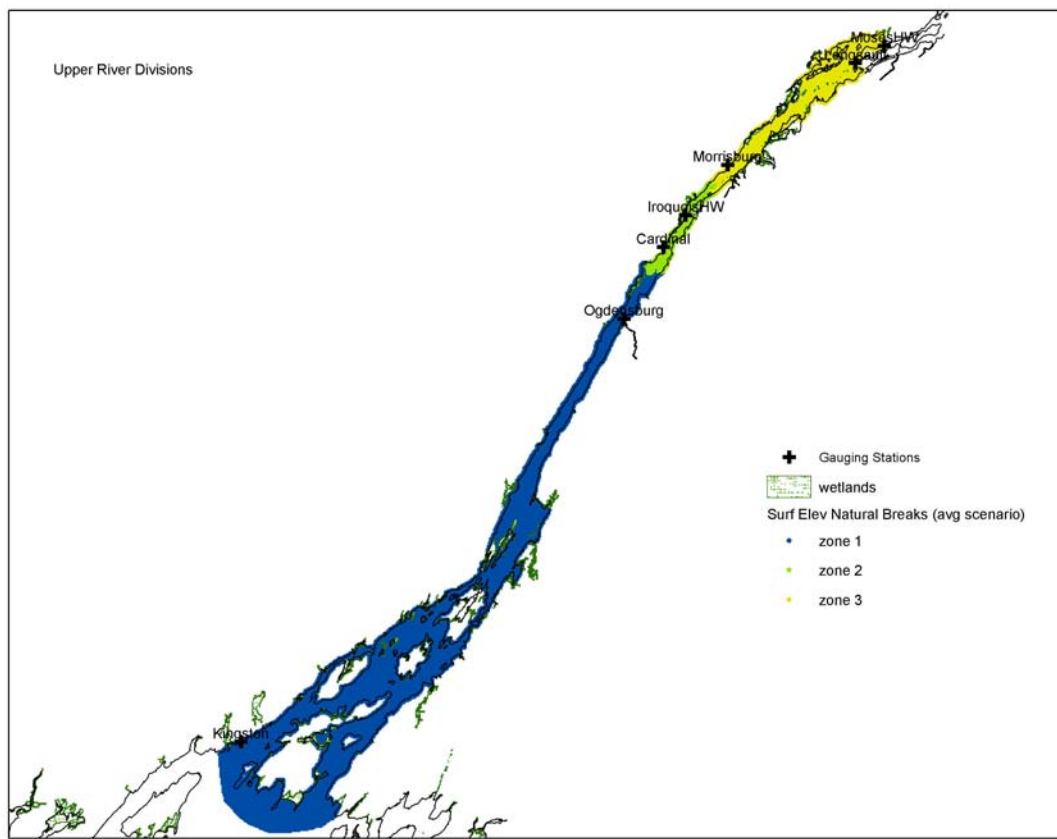 MosesHW
Longsault
Upper River Divisions
Morrisburg
IroquoisHW
Cardinal
Ogdensburg
Gauging Stations
wetlands
Surf Elev Natural Breaks (avg scenario)
zone 1
zone 2
zone 3
Kingston